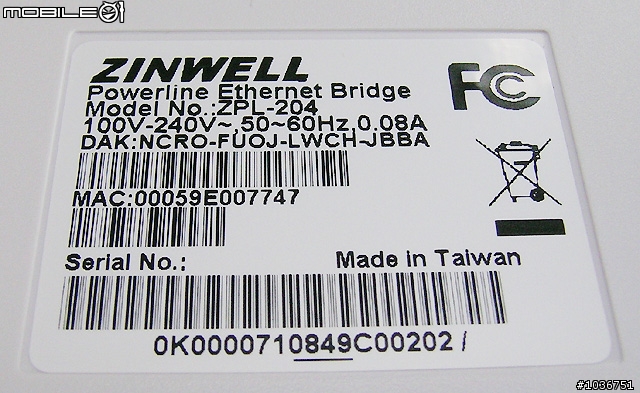 MOBILE01
ZINWELL
FC
Powerline Ethernet Bridge
Model No.:ZPL-204
100V-240V~,50~60Hz,0.08A
DAK:NCRO-FUOJ-LWCH-JBBA
MAC:00059E007747
Serial No.: Made in Taiwan
0K0000710849C00202/
#1036751